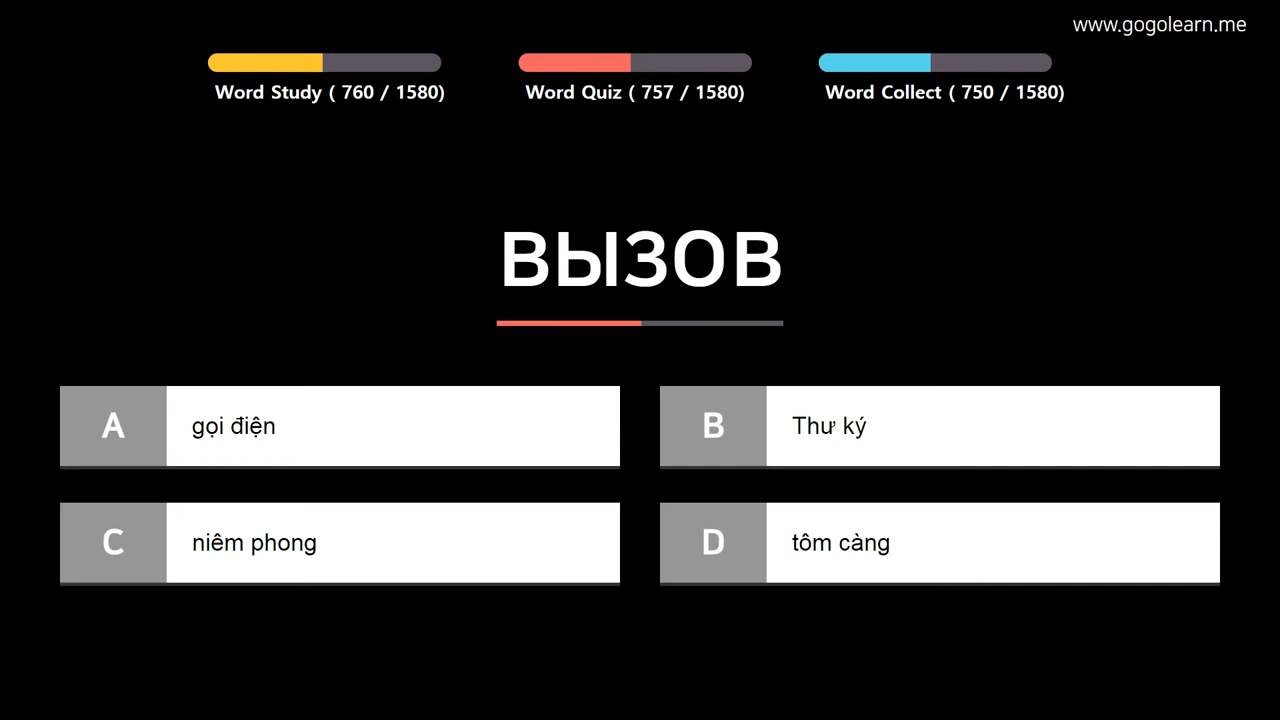 www.gogolearn.me
Word Study ( 760 / 1580)
Word Quiz ( 757 / 1580)
Word Collect ( 750 / 1580)
вызов
A gọi điện
B Thư ký
C niêm phong
D tôm càng